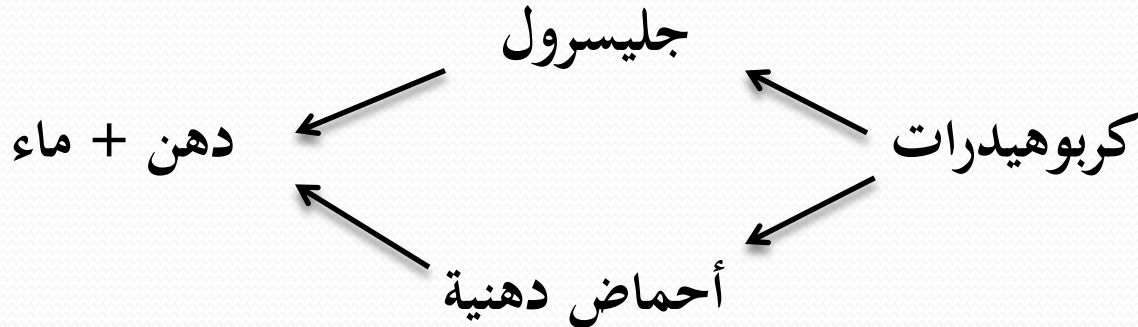 جليسرول
كربوهيدرات
دهن + ماء
أحماض دهنية